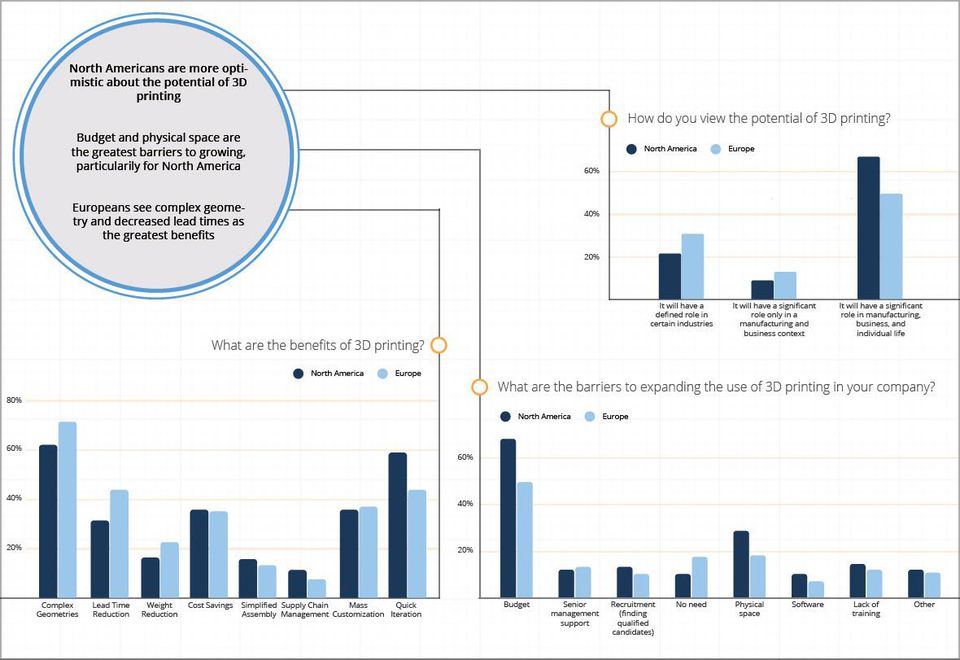 North Americans are more opti-
mistic about the potential of 3D
printing
Budget and physical space are
the greatest barriers to growing,
particularily for North America
Europeans see complex geome-
try and decreased lead times as
the greatest benefits
How do you view the potential of 3D printing?
North America Europe
60%
40%
20%
It will have a
defined role in
certain industries
It will have a significant
role only in a
manufacturing and
business context
It will have a significant
role in manufacturing,
business, and
individual life
What are the benefits of 3D printing?
North America Europe
80%
60%
40%
20%
Complex
Geometries
Lead Time
Reduction
Weight
Reduction
Cost Savings
Simplified
Assembly
Supply Chain
Management
Mass
Customization
Quick
Iteration
What are the barriers to expanding the use of 3D printing in your company?
North America Europe
60%
40%
20%
Budget
Senior
management
support
Recruitment
(finding
qualified
candidates)
No need
Physical
space
Software
Lack of
training
Other